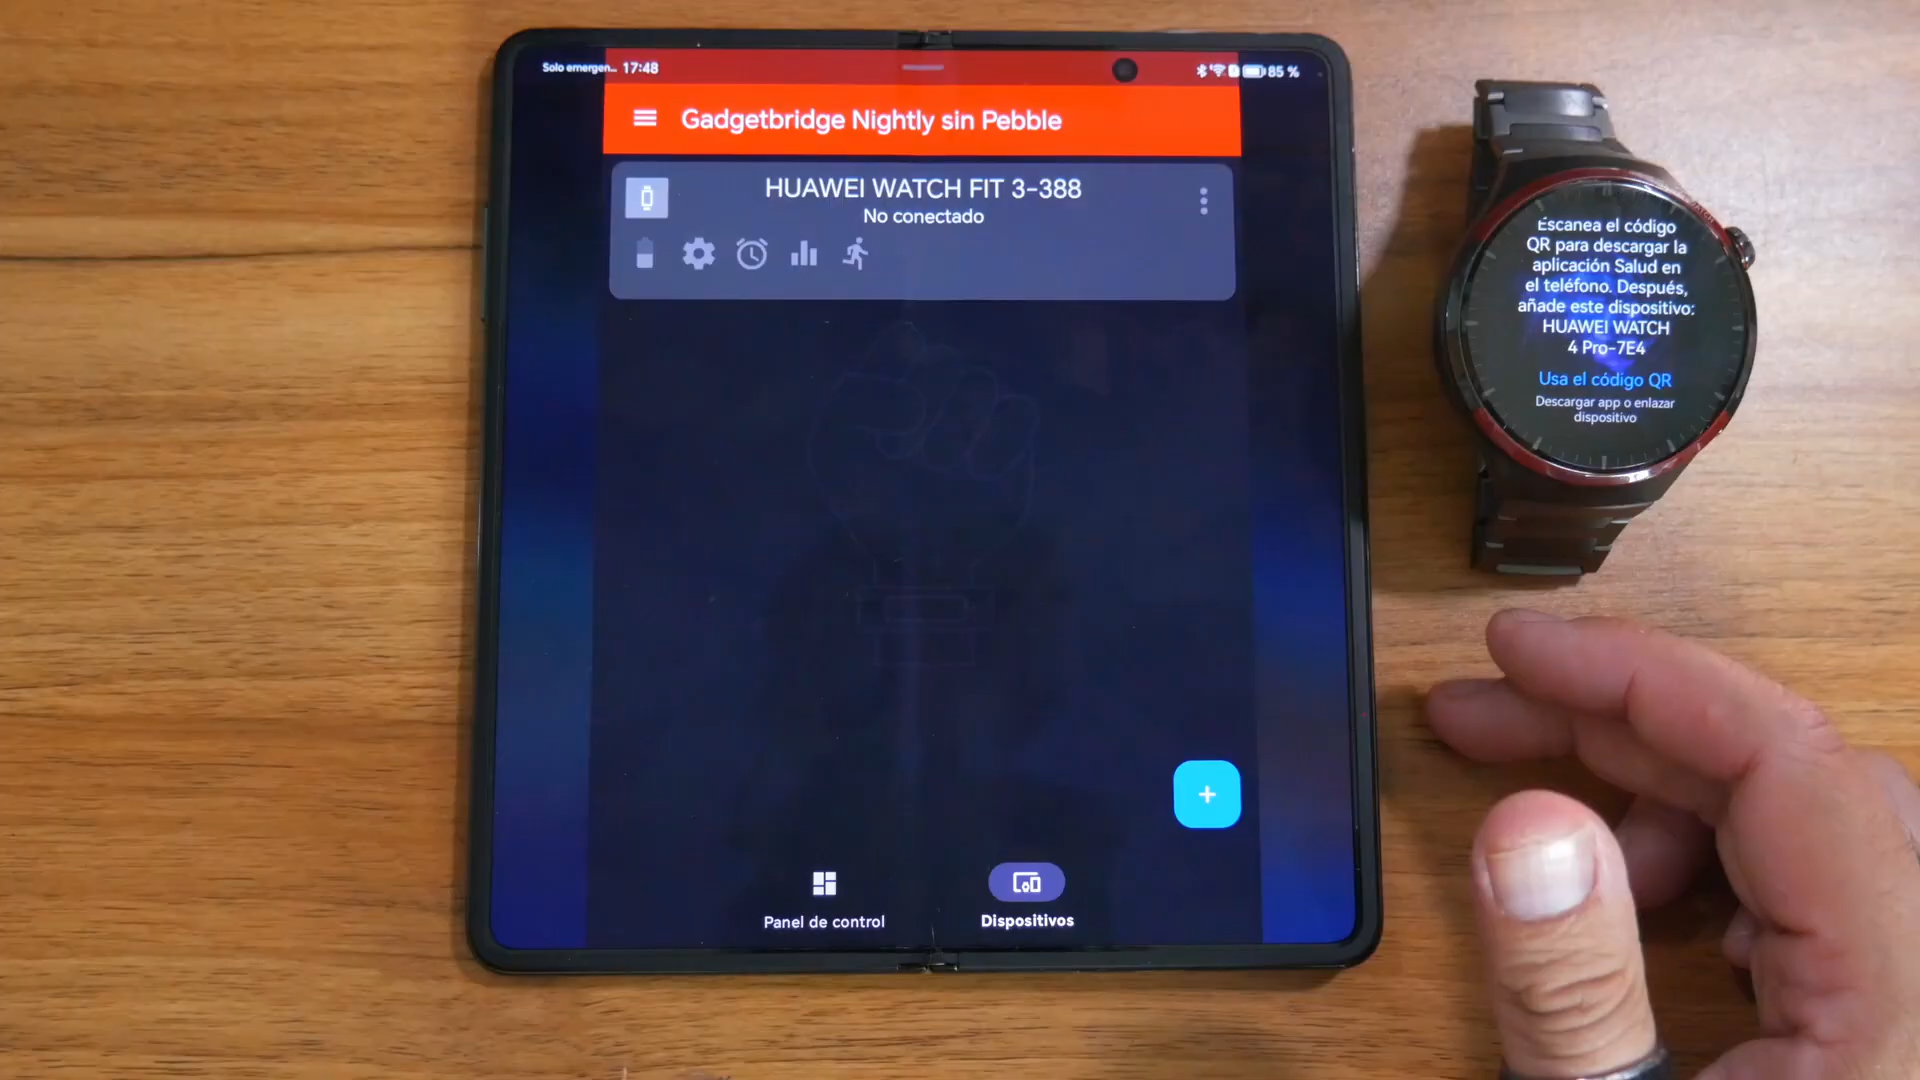 Solo emergen... 17:48
85 %
Gadgetbridge Nightly sin Pebble
HUAWEI WATCH FIT 3-388
No conectado
Panel de control
Dispositivos
Escanea el código
QR para descargar la
aplicación Salud en
el teléfono. Después,
añade este dispositivo:
HUAWEI WATCH
4 Pro-7E4
Usa el código QR
Descargar app o enlazar
dispositivo